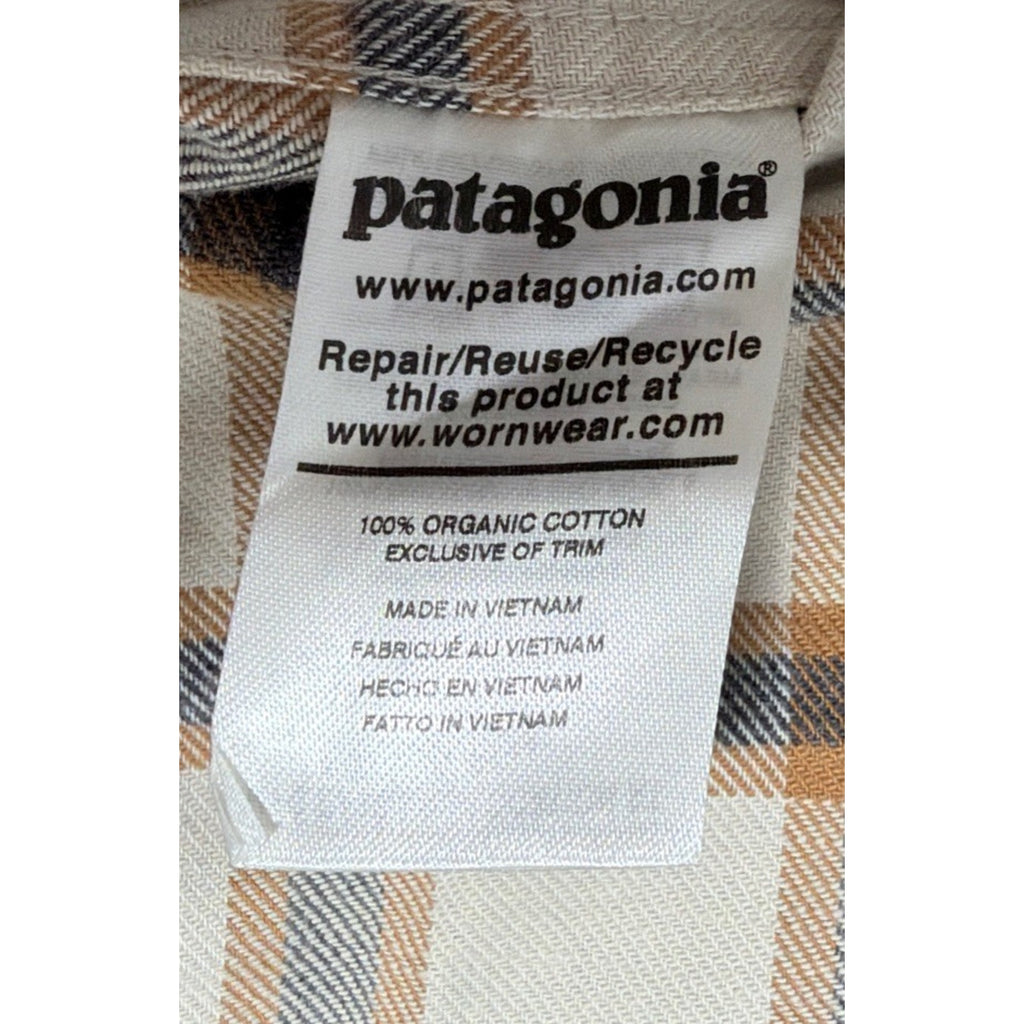 patagonia®
www.patagonia.com
Repair/Reuse/Recycle
this product at
www.wornwear.com
100% ORGANIC COTTON
EXCLUSIVE OF TRIM
MADE IN VIETNAM
FABRIQUÉ AU VIETNAM
HECHO EN VIETNAM
FATTO IN VIETNAM